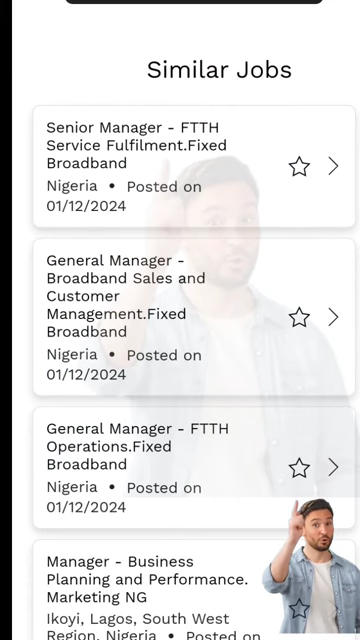 Similar Jobs
Senior Manager - FTTH
Service Fulfilment.Fixed
Broadband
Nigeria • Posted on
01/12/2024
General Manager -
Broadband Sales and
Customer
Management.Fixed
Broadband
Nigeria • Posted on
01/12/2024
General Manager - FTTH
Operations.Fixed
Broadband
Nigeria • Posted on
01/12/2024
Manager - Business
Planning and Performance.
Marketing NG
Ikoyi, Lagos, South West
Region, Nigeria • Posted on